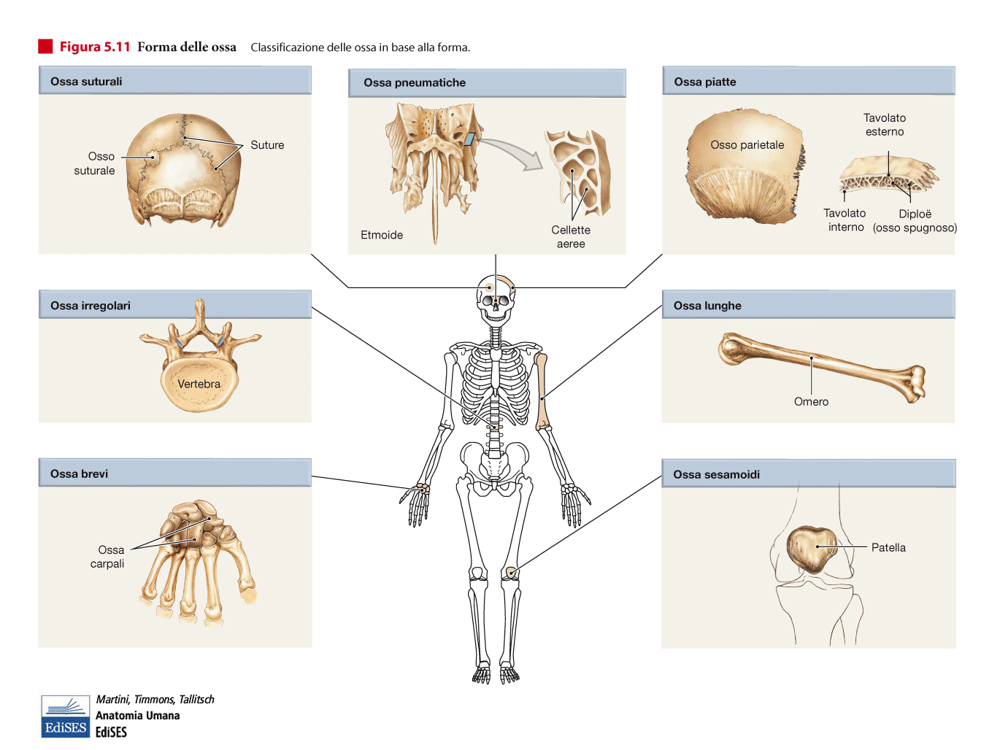 Figura 5.11 Forma delle ossa Classificazione delle ossa in base alla forma.
Ossa suturali
Osso
suturale
Suture
Ossa pneumatiche
Etmoide
Cellette
aeree
Ossa piatte
Osso parietale
Tavolato
esterno
Tavolato
interno
Diploë
(osso spugnoso)
Ossa irregolari
Vertebra
Ossa lunghe
Omero
Ossa brevi
Ossa
carpali
Ossa sesamoidi
Patella
EdiSES
Martini, Timmons, Tallitsch
Anatomia Umana
EdiSES